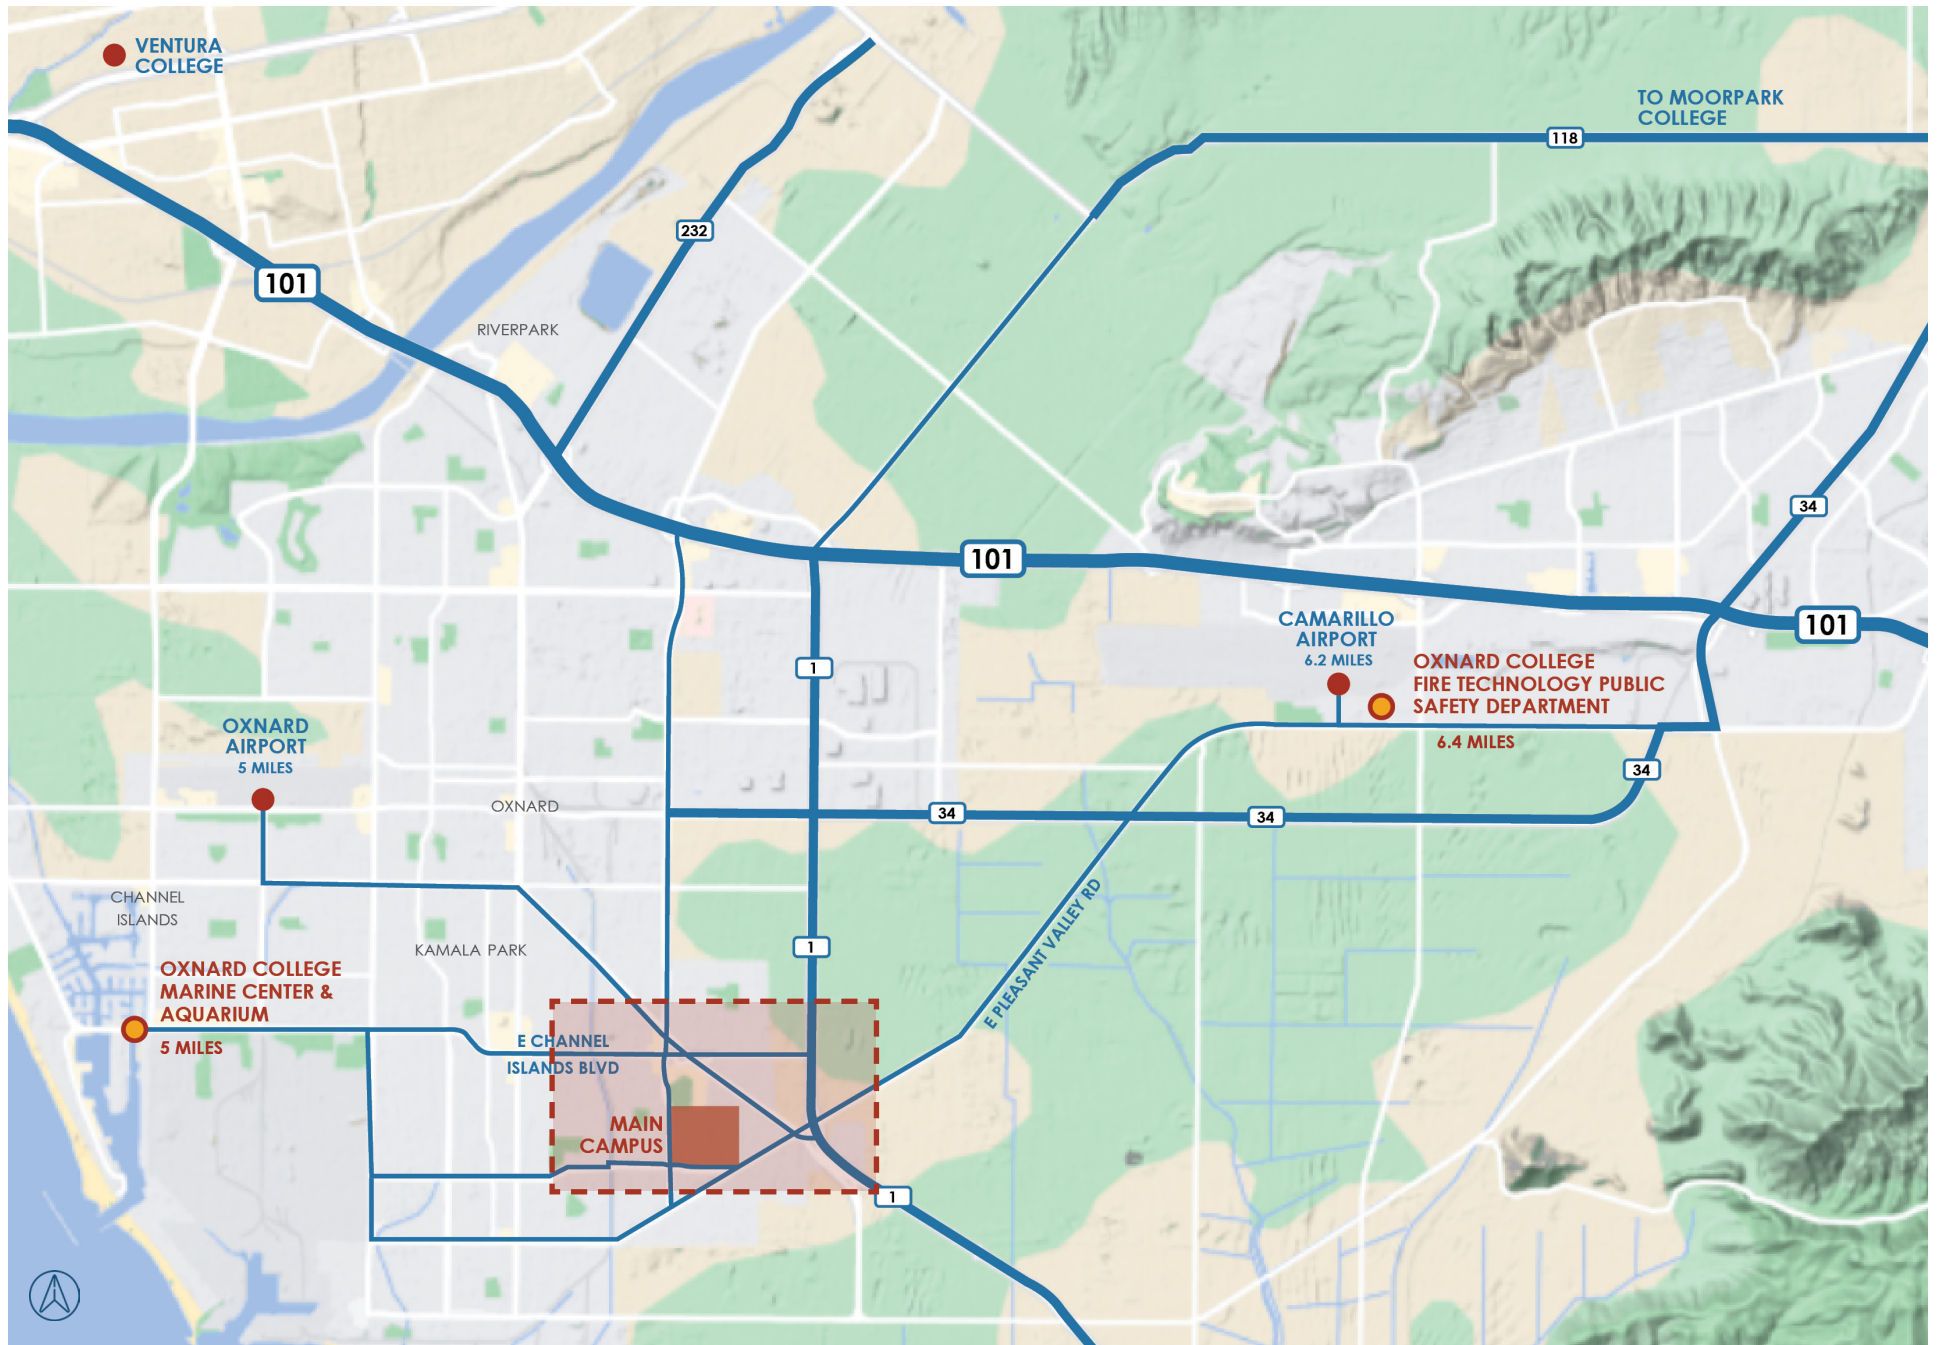 VENTURA
COLLEGE
TO MOORPARK
COLLEGE
118
232
101
RIVERPARK
34
101
101
CAMARILLO
AIRPORT
6.2 MILES
OXNARD COLLEGE
FIRE TECHNOLOGY PUBLIC
SAFETY DEPARTMENT
6.4 MILES
1
OXNARD
AIRPORT
5 MILES
34
OXNARD
34
34
CHANNEL
ISLANDS
KAMALA PARK
1
E PLEASANT VALLEY RD
OXNARD COLLEGE
MARINE CENTER &
AQUARIUM
5 MILES
E CHANNEL
ISLANDS BLVD
MAIN
CAMPUS
1